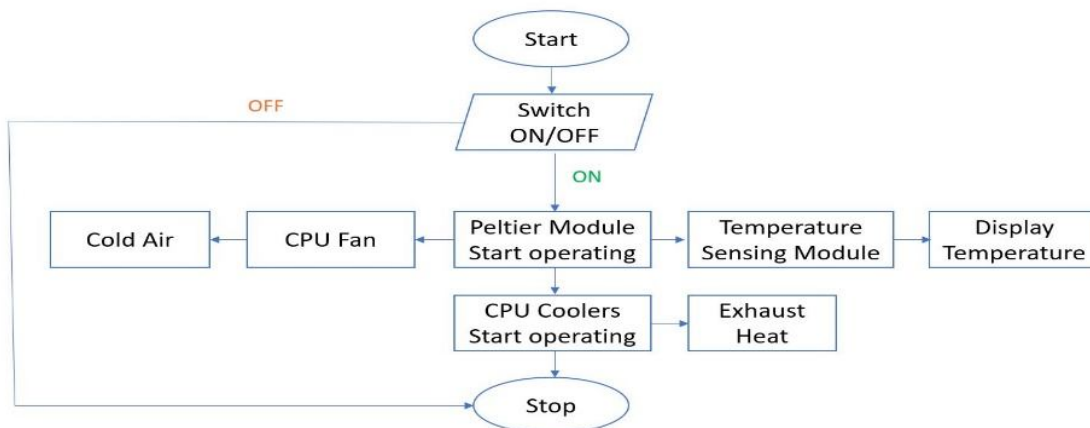 Start
OFF
Switch
ON/OFF
ON
Cold Air
CPU Fan
Peltier Module
Start operating
Temperature
Sensing Module
Display
Temperature
CPU Coolers
Start operating
Exhaust
Heat
Stop